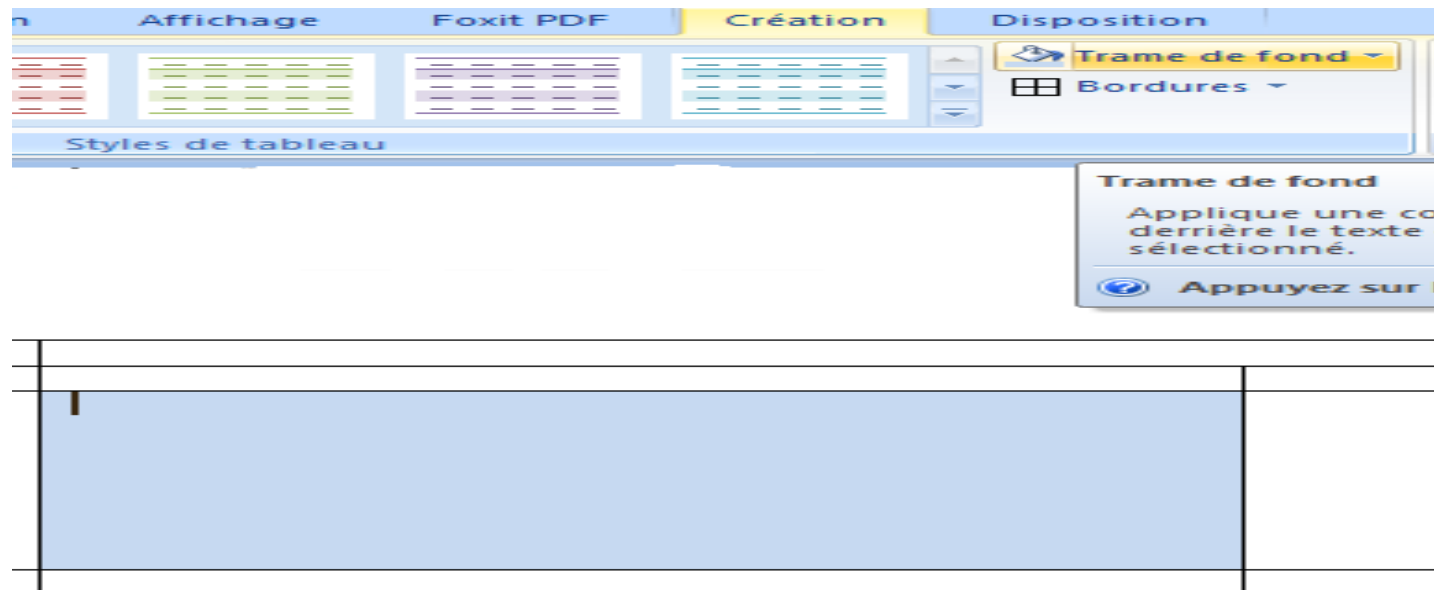 Affichage Foxit PDF Création Disposition
Trame de fond
Bordures
Styles de tableau
Trame de fond
Applique une
derrière le texte
sélectionné.
Appuyez sur